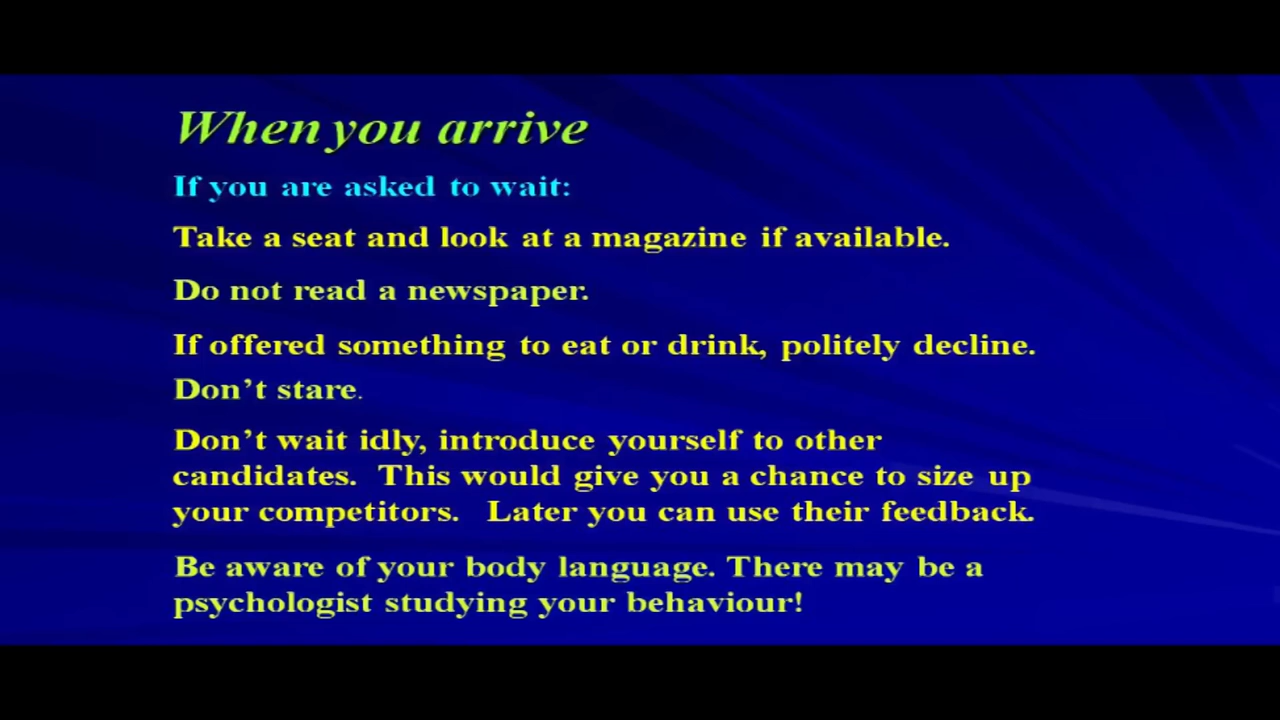 When you arrive
If you are asked to wait:
Take a seat and look at a magazine if available.
Do not read a newspaper.
If offered something to eat or drink, politely decline.
Don't stare.
Don't wait idly, introduce yourself to other
candidates. This would give you a chance to size up
your competitors. Later you can use their feedback.
Be aware of your body language. There may be a
psychologist studying your behaviour!